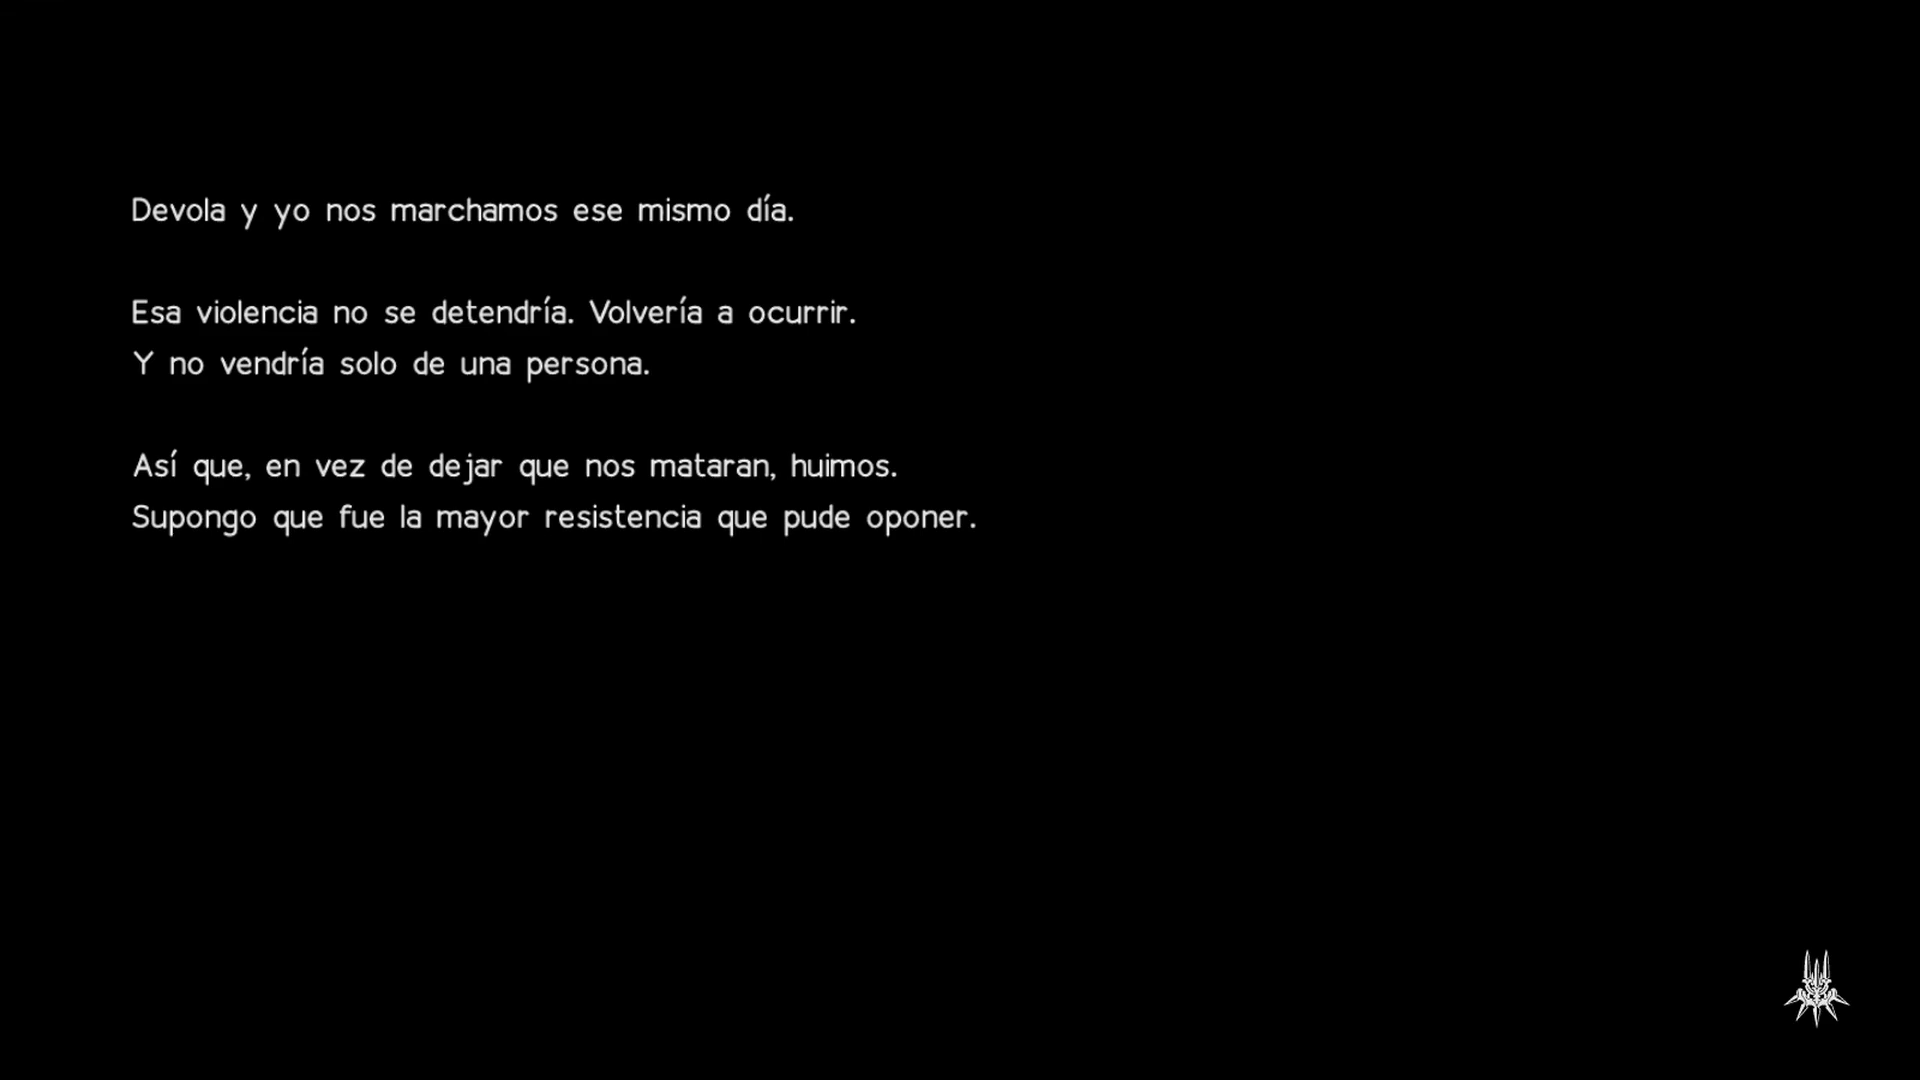 Devola y yo nos marchamos ese mismo día.
Esa violencia no se detendría. Volvería a ocurrir.
Y no vendría solo de una persona.
Así que, en vez de dejar que nos mataran, huimos.
Supongo que fue la mayor resistencia que pude oponer.